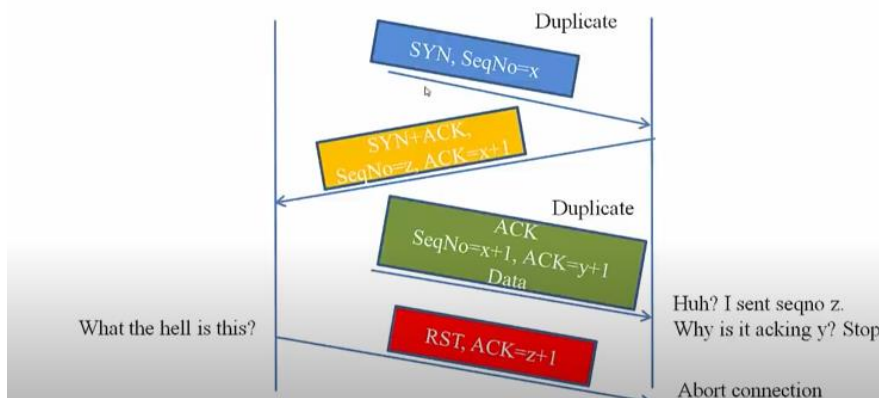 Duplicate
SYN, SeqNo=x
SYN+ACK,
SeqNo=z, ACK=x+1
Duplicate
ACK
SeqNo=x+1, ACK=y+1
Data
Huh? I sent seqno z.
What the hell is this?
Why is it acking y? Stop
RST, ACK=z+1
Abort connection